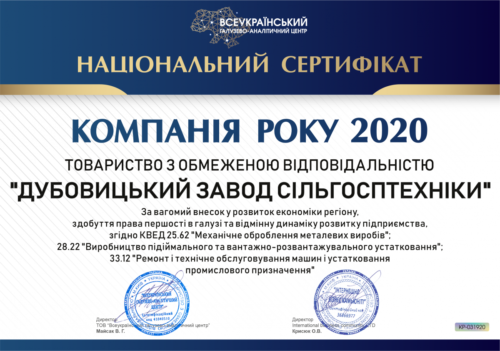 ВСЕУКРАЇНСЬКИЙ
ГАЛУЗЕВО-АНАЛІТИЧНИЙ ЦЕНТР
НАЦІОНАЛЬНИЙ СЕРТИФІКАТ
КОМПАНІЯ РОКУ 2020
ТОВАРИСТВО З ОБМЕЖЕНОЮ ВІДПОВІДАЛЬНІСТЮ
"ДУБОВИЦЬКИЙ ЗАВОД СІЛЬГОСПТЕХНІКИ"
За вагомий внесок у розвиток економіки регіону,
здобуття права першості в галузі та відмінну динаміку розвитку підприємства,
згідно КВЕД 25.62 "Механічне оброблення металевих виробів";
28.22 "Виробництво підіймального та вантажно-розвантажувального устатковання";
33.12 "Ремонт і технічне обслуговування машин і устатковання
промислового призначення"
Директор
ТОВ "Всеукраїнський центр"
Майсак В. Г.
Директор
International
Крисюк О.В.
КР-031920